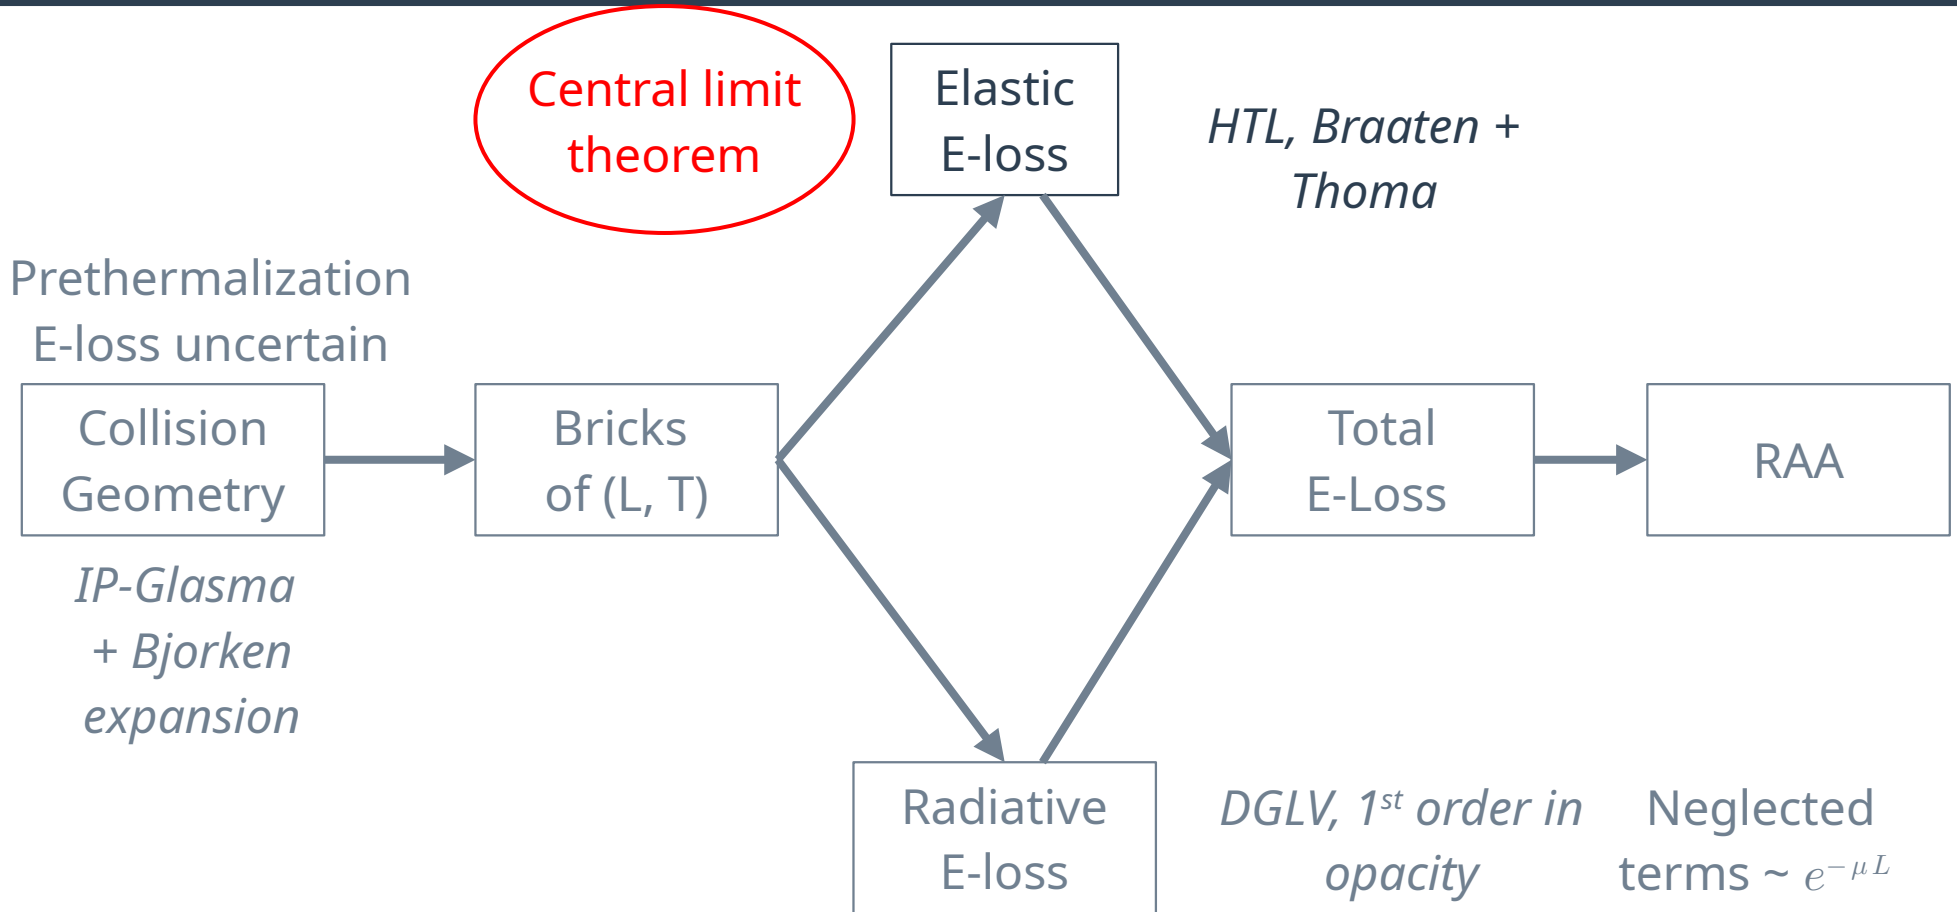 Central limit
theorem
Elastic
E-loss
HTL, Braaten +
Thoma
Prethermalization
E-loss uncertain
Collision
Geometry
Bricks
of (L, T)
Total
E-Loss
RAA
IP-Glasma
+ Bjorken
expansion
Radiative
E-loss
DGLV, 1st order in
opacity
Neglected
terms ~ e^{-μL}